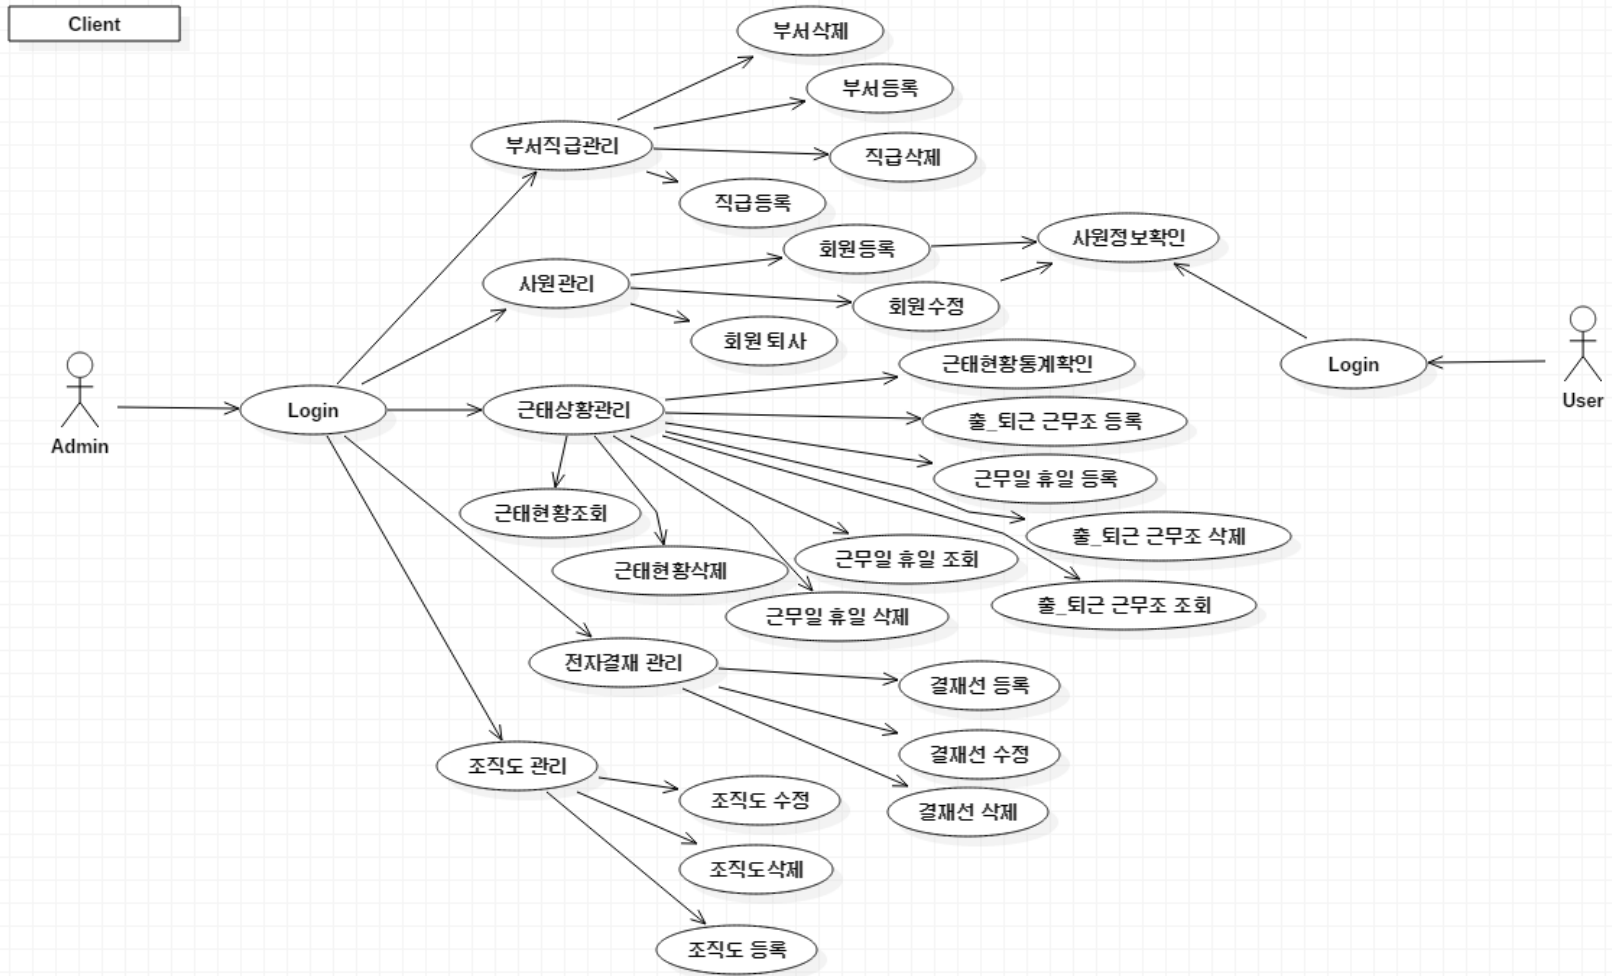 Client
부서삭제
부서등록
부서직급관리
직급삭제
직급등록
회원등록
사원정보확인
사원관리
회원수정
회원 퇴사
근태현황통계확인
Login
User
Admin
Login
근태상황관리
출_퇴근 근무조 등록
근무일 휴일 등록
근태현황조회
출_퇴근 근무조 삭제
근태현황삭제
근무일 휴일 조회
출_퇴근 근무조 조회
근무일 휴일 삭제
전자결재 관리
결재선 등록
결재선 수정
조직도 관리
조직도 수정
결재선 삭제
조직도삭제
조직도 등록